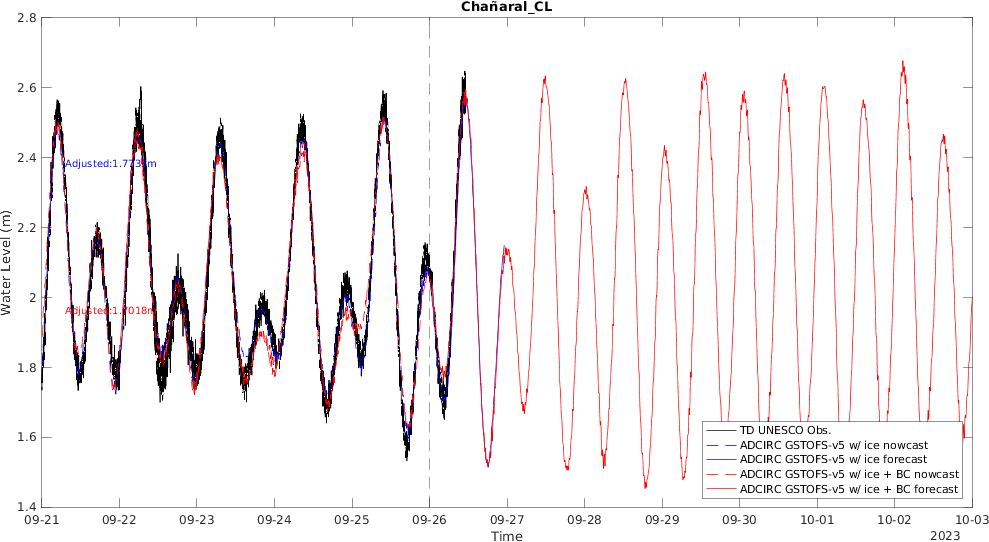 Chañaral_CL
2.8
2.6
2.4
2.2
2
1.8
1.6
1.4
Water Level (m)
Adjusted:1.7018m
TD UNESCO Obs.
ADCIRC GSTOFS-v5 w/ ice nowcast
ADCIRC GSTOFS-v5 w/ ice forecast
ADCIRC GSTOFS-v5 w/ ice + BC nowcast
ADCIRC GSTOFS-v5 w/ ice + BC forecast
09-21 09-22 09-23 09-24 09-25 09-26 09-27 09-28 09-29 09-30 10-01 10-02 10-03
Time
2023